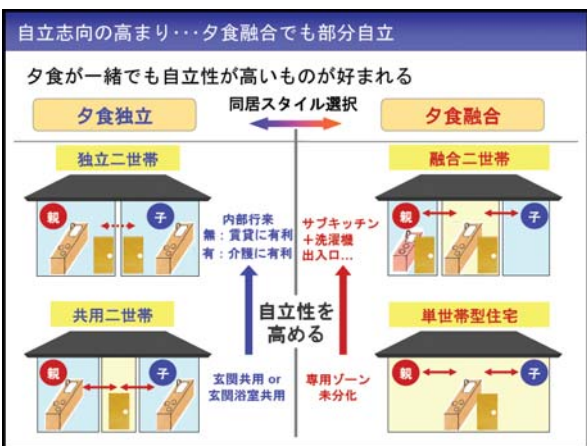 自立志向の高まり･･･夕食融合でも部分自立
夕食が一緒でも自立性が高いものが好まれる
夕食独立
同居スタイル選択
夕食融合
独立二世帯
親
子
内部行来
無：賃貸に有利
有：介護に有利
サブキッチン
＋洗濯機
出入口…
融合二世帯
親
子
共用二世帯
親
子
自立性を
高める
玄関共用 or
玄関浴室共用
専用ゾーン
未分化
単世帯型住宅
親
子